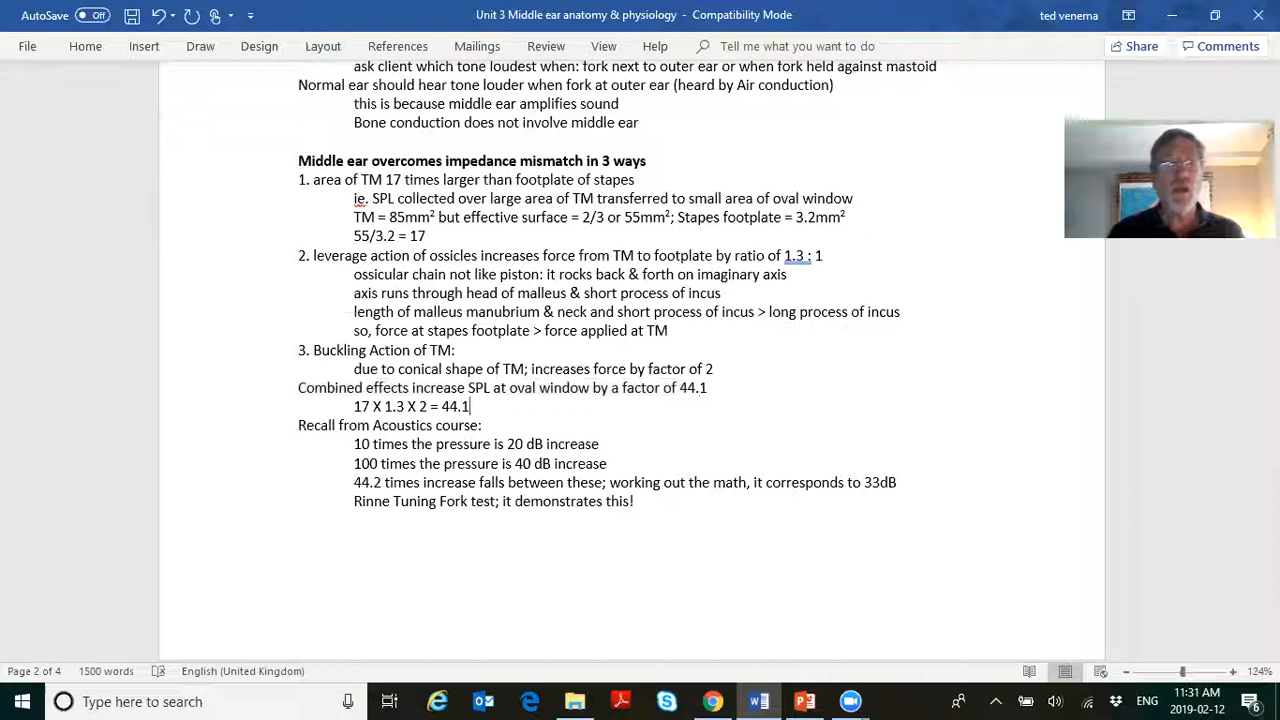 AutoSave Off
Unit 3 Middle ear anatomy & physiology - Compatibility Mode
ted venema
File Home Insert Draw Design Layout References Mailings Review View Help Tell me what you want to do Share Comments
ask client which tone loudest when: fork next to outer ear or when fork held against mastoid
Normal ear should hear tone louder when fork at outer ear (heard by Air conduction)
this is because middle ear amplifies sound
Bone conduction does not involve middle ear
Middle ear overcomes impedance mismatch in 3 ways
1. area of TM 17 times larger than footplate of stapes
ie. SPL collected over large area of TM transferred to small area of oval window
TM = 85mm² but effective surface = 2/3 or 55mm²; Stapes footplate = 3.2mm²
55/3.2 = 17
2. leverage action of ossicles increases force from TM to footplate by ratio of 1.3 : 1
ossicular chain not like piston: it rocks back & forth on imaginary axis
axis runs through head of malleus & short process of incus
length of malleus manubrium & neck and short process of incus > long process of incus
so, force at stapes footplate > force applied at TM
3. Buckling Action of TM:
due to conical shape of TM; increases force by factor of 2
Combined effects increase SPL at oval window by a factor of 44.1
17 X 1.3 X 2 = 44.1
Recall from Acoustics course:
10 times the pressure is 20 dB increase
100 times the pressure is 40 dB increase
44.2 times increase falls between these; working out the math, it corresponds to 33dB
Rinne Tuning Fork test; it demonstrates this!
Page 2 of 4 1500 words English (United Kingdom) 124%
Type here to search
ENG
11:31 AM
2019-02-12
6